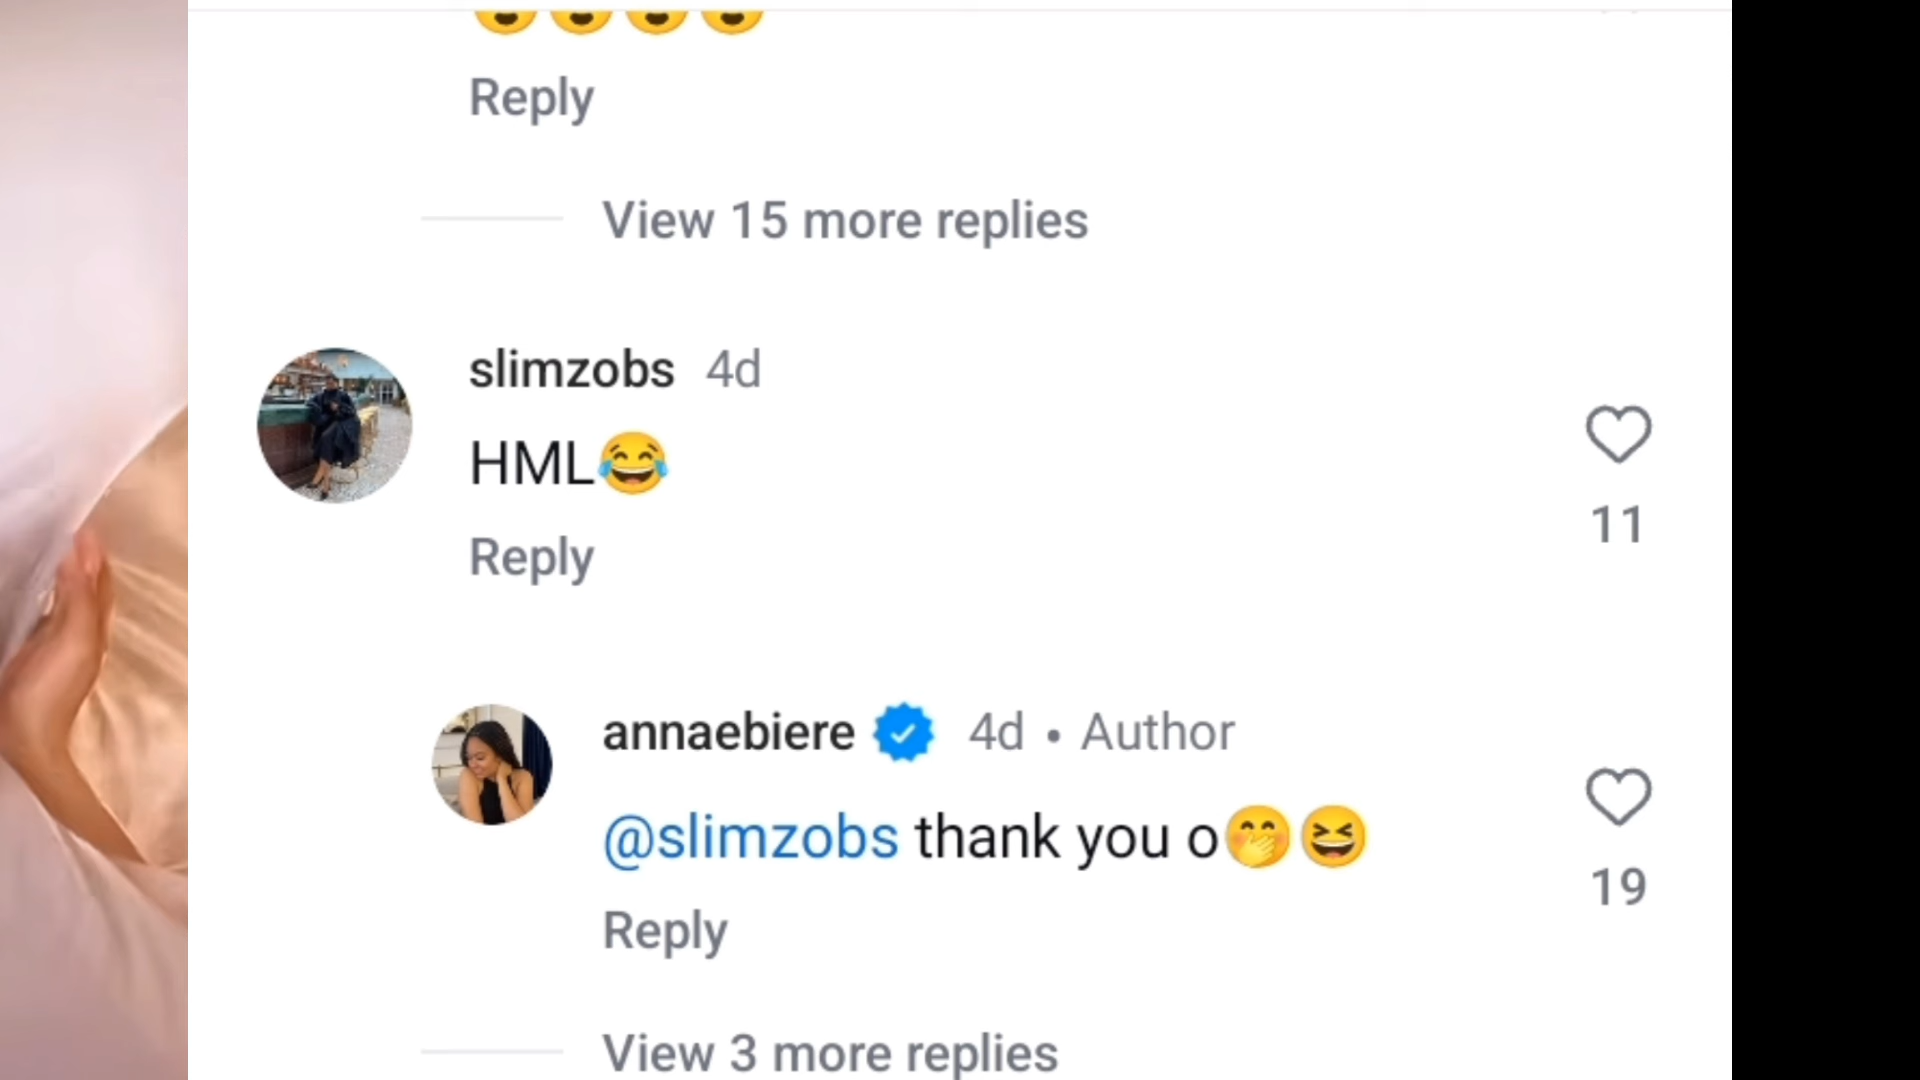 Reply
View 15 more replies
slimzobs 4d
HML😂
11
Reply
annaebiere 4d • Author
@slimzobs thank you o🤭😆
19
Reply
View 3 more replies